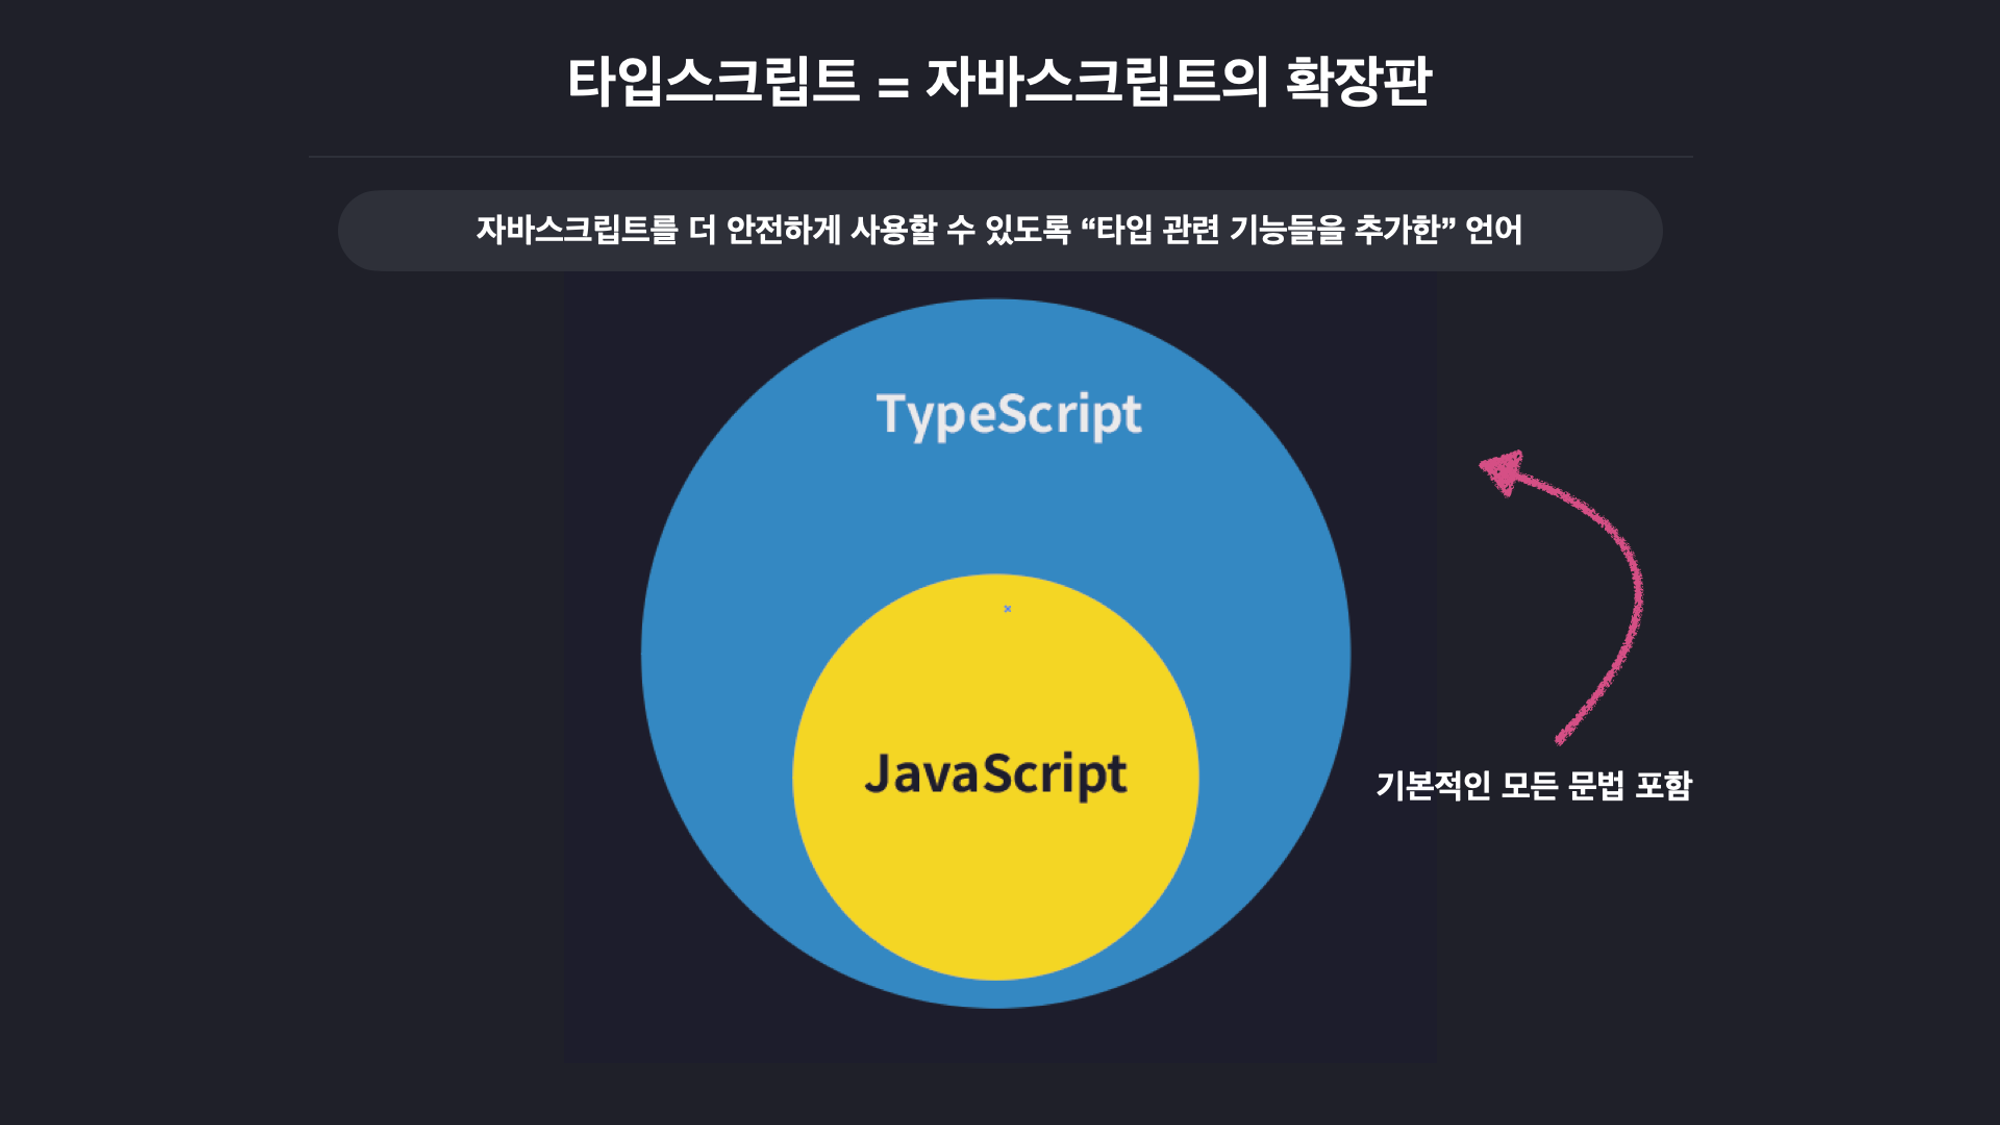 타입스크립트 = 자바스크립트의 확장판
자바스크립트를 더 안전하게 사용할 수 있도록 “타입 관련 기능들을 추가한” 언어
TypeScript
JavaScript
기본적인 모든 문법 포함